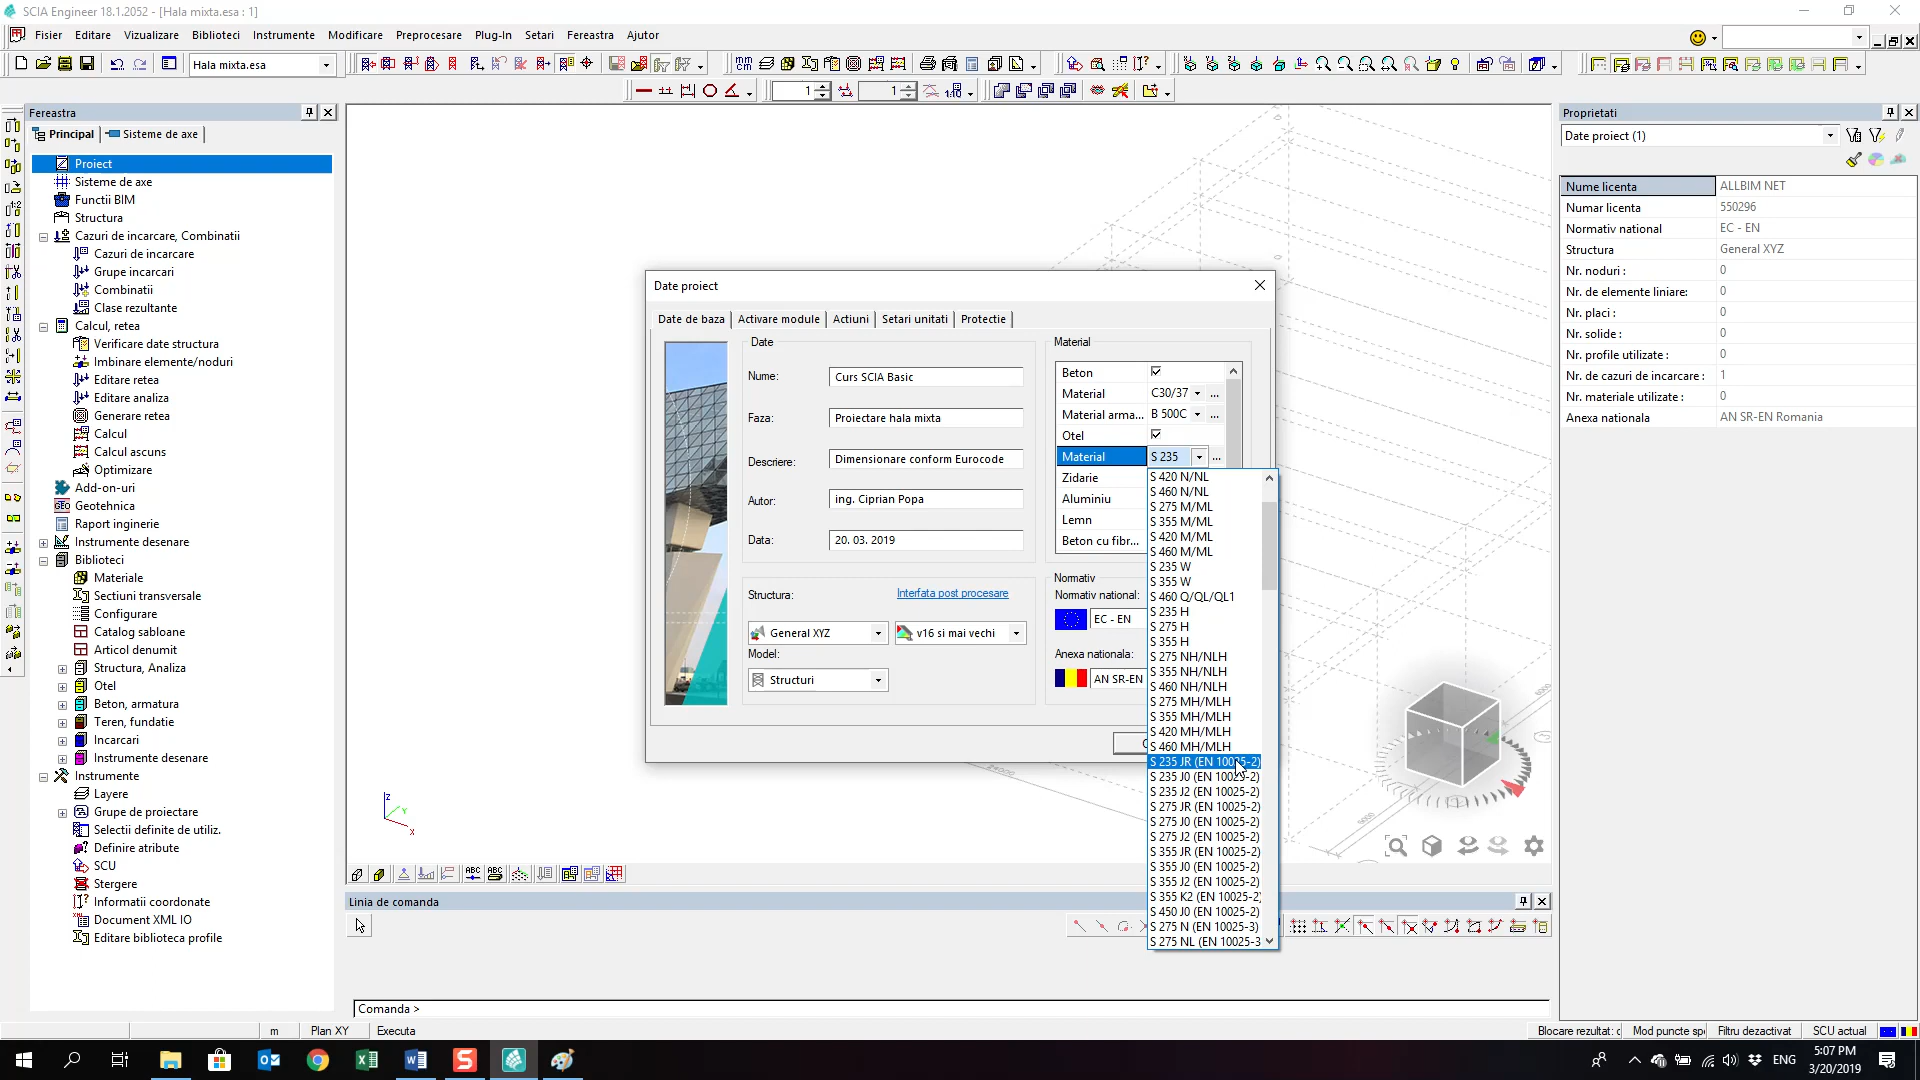 SCIA Engineer 18.1.2052 - [Hala mixta.esa : 1]
Fisier Editare Vizualizare Biblioteci Instrumente Modificare Preprocesare Plug-In Setari Fereastra Ajutor
Hala mixta.esa
1 1
Fereastra
Principal Sisteme de axe
Proiect
Sisteme de axe
Functii BIM
Structura
Cazuri de incarcare, Combinatii
Cazuri de incarcare
Grupe incarcari
Combinatii
Clase rezultante
Calcul, retea
Verificare date structura
Imbinare elemente/noduri
Editare retea
Editare analiza
Generare retea
Calcul
Calcul ascuns
Optimizare
Add-on-uri
Geotehnica
Raport inginerie
Instrumente desenare
Biblioteci
Materiale
Sectiuni transversale
Configurare
Catalog sabloane
Articol denumit
Structura, Analiza
Otel
Beton, armatura
Teren, fundatie
Incarcari
Instrumente desenare
Instrumente
Layere
Grupe de proiectare
Selectii definite de utiliz.
Definire atribute
SCU
Stergere
Informatii coordonate
Document XML IO
Editare biblioteca profile
Date proiect
Date de baza Activare module Actiuni Setari unitati Protectie
Date
Nume: Curs SCIA Basic
Faza: Proiectare hala mixta
Descriere: Dimensionare conform Eurocode
Autor: ing. Ciprian Popa
Data: 20. 03. 2019
Structura: Interfata post procesare
General XYZ v16 si mai vechi
Model:
Structuri
Material
Beton
Material C30/37 ...
Material arma... B 500C ...
Otel
Material S 235 ...
Zidarie
Aluminiu
Lemn
Beton cu fibr...
Normativ
Normativ national:
EC - EN
Anexa nationala:
AN SR-EN
S 420 N/NL
S 460 N/NL
S 275 M/ML
S 355 M/ML
S 420 M/ML
S 460 M/ML
S 235 W
S 355 W
S 460 Q/QL/QL1
S 235 H
S 275 H
S 355 H
S 275 NH/NLH
S 355 NH/NLH
S 460 NH/NLH
S 275 MH/MLH
S 355 MH/MLH
S 420 MH/MLH
S 460 MH/MLH
S 235 JR (EN 10025-2)
S 235 J0 (EN 10025-2)
S 235 J2 (EN 10025-2)
S 275 JR (EN 10025-2)
S 275 J0 (EN 10025-2)
S 275 J2 (EN 10025-2)
S 355 JR (EN 10025-2)
S 355 J0 (EN 10025-2)
S 355 J2 (EN 10025-2)
S 355 K2 (EN 10025-2)
S 450 J0 (EN 10025-2)
S 275 N (EN 10025-3)
S 275 NL (EN 10025-3
Z
Y
X
Linia de comanda
Comanda >
Proprietati
Date proiect (1)
Nume licenta ALLBIM NET
Numar licenta 550296
Normativ national EC - EN
Structura General XYZ
Nr. noduri : 0
Nr. de elemente liniare: 0
Nr. placi : 0
Nr. solide : 0
Nr. profile utilizate : 0
Nr. de cazuri de incarcare : 1
Nr. materiale utilizate : 0
Anexa nationala AN SR-EN Romania
m Plan XY Executa Blocare rezultat: Mod puncte Filtru dezactivat SCU actual
ENG
5:07 PM
3/20/2019